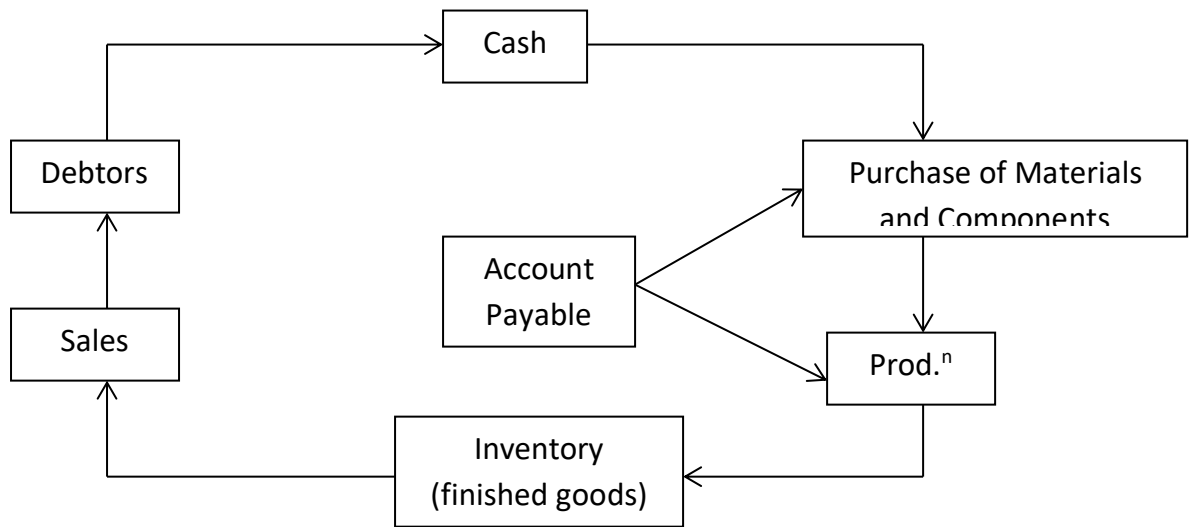 Cash
Debtors
Purchase of Materials
and Components
Account
Payable
Sales
Prod.ⁿ
Inventory
(finished goods)